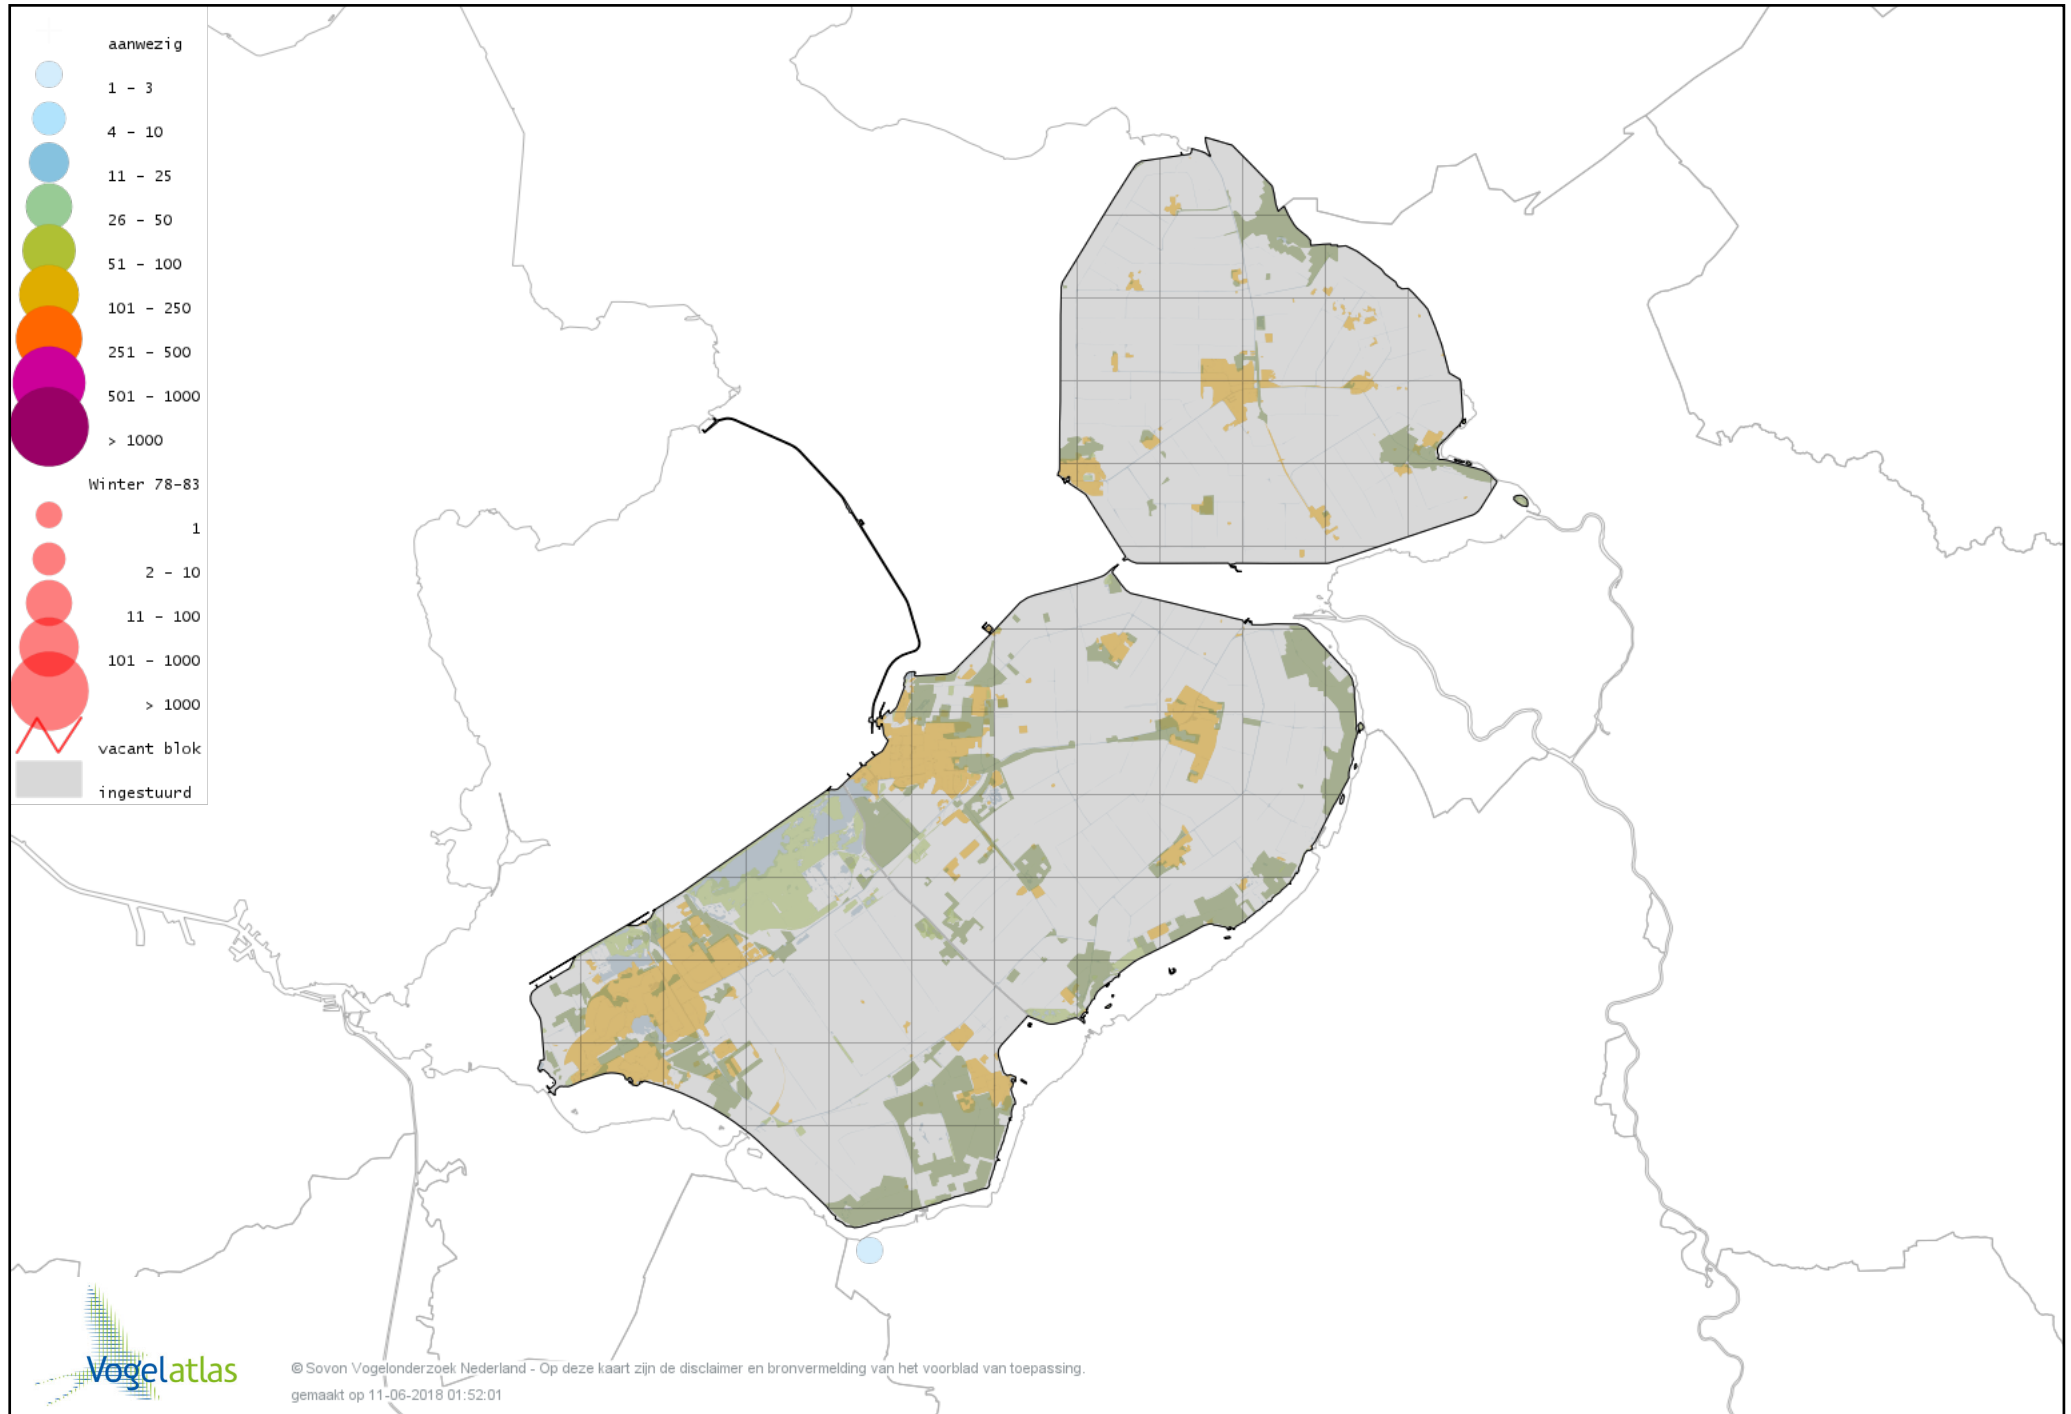 aanwezig
1 - 3
4 - 10
11 - 25
26 - 50
51 - 100
101 - 250
251 - 500
501 - 1000
> 1000
Winter 78-83
1
2 - 10
11 - 100
101 - 1000
> 1000
vacant blok
ingestuurd
Vogelatlas
© Sovon Vogelonderzoek Nederland - Op deze kaart zijn de disclaimer en bronvermelding van het voorblad van toepassing.
gemaakt op 11-06-2018 01:52:01